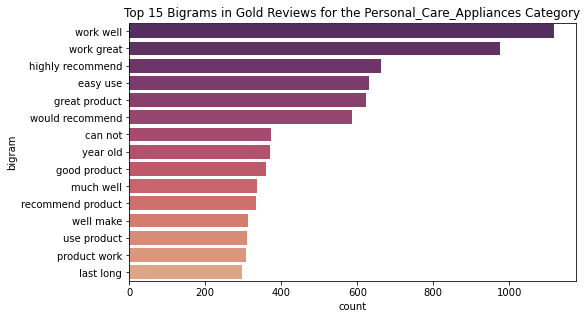 Top 15 Bigrams in Gold Reviews for the Personal_Care_Appliances Category
bigram
work well
work great
highly recommend
easy use
great product
would recommend
can not
year old
good product
much well
recommend product
well make
use product
product work
last long
0 200 400 600 800 1000
count